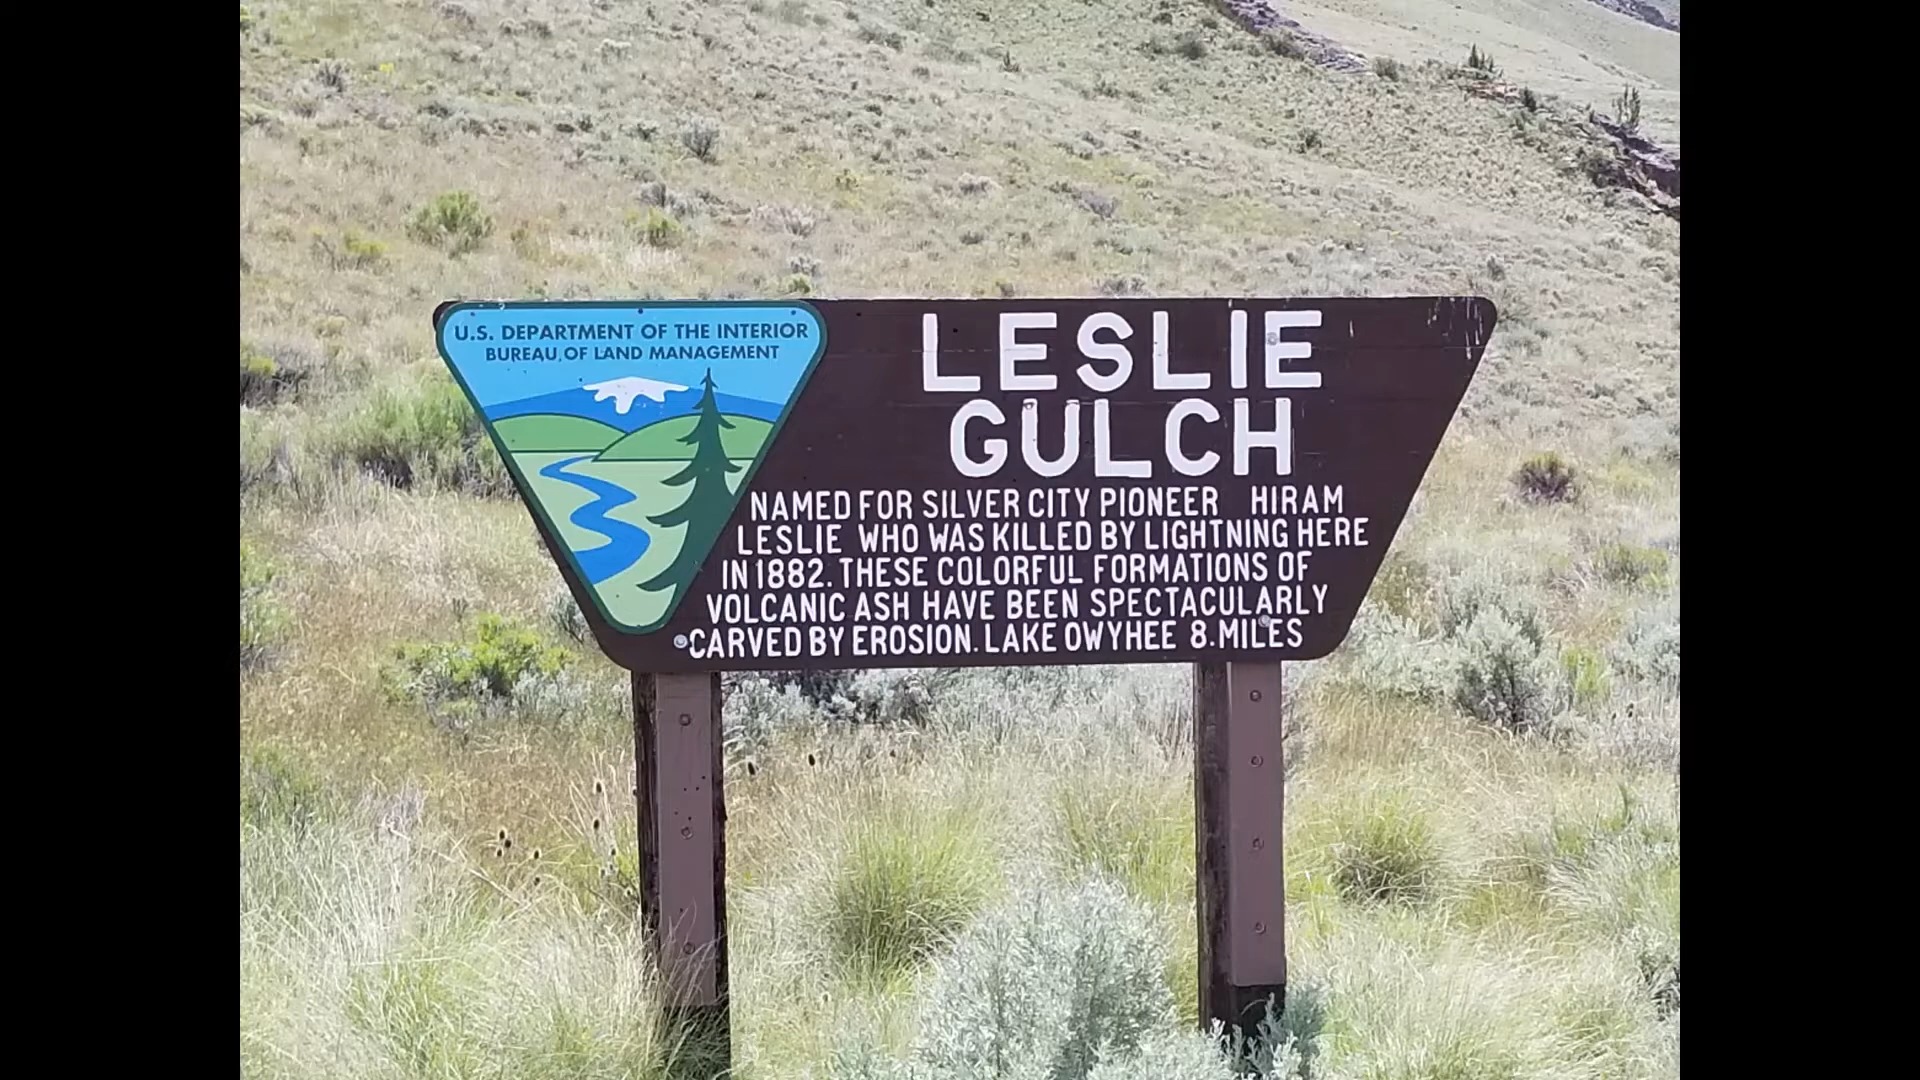 U.S. DEPARTMENT OF THE INTERIOR
BUREAU OF LAND MANAGEMENT
LESLIE
GULCH
NAMED FOR SILVER CITY PIONEER HIRAM
LESLIE WHO WAS KILLED BY LIGHTNING HERE
IN 1882. THESE COLORFUL FORMATIONS OF
VOLCANIC ASH HAVE BEEN SPECTACULARLY
CARVED BY EROSION. LAKE OWYHEE 8 MILES